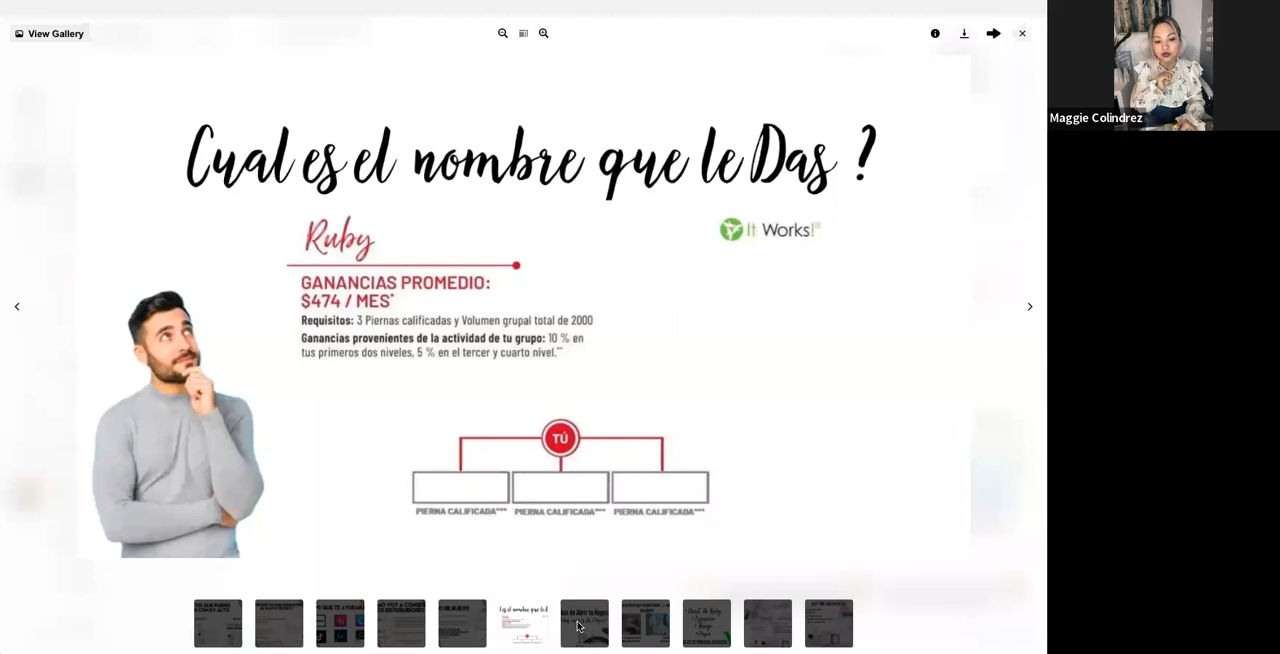 View Gallery
Maggie Colindrez
Cual es el nombre que le Das ?
Ruby
It Works!
GANANCIAS PROMEDIO:
$474 / MES*
Requisitos: 3 Piernas calificadas y Volumen grupal total de 2000
Ganancias provenientes de la actividad de tu grupo: 10 % en
tus primeros dos niveles, 5 % en el tercer y cuarto nivel.**
TÚ
PIERNA CALIFICADA*** PIERNA CALIFICADA*** PIERNA CALIFICADA***